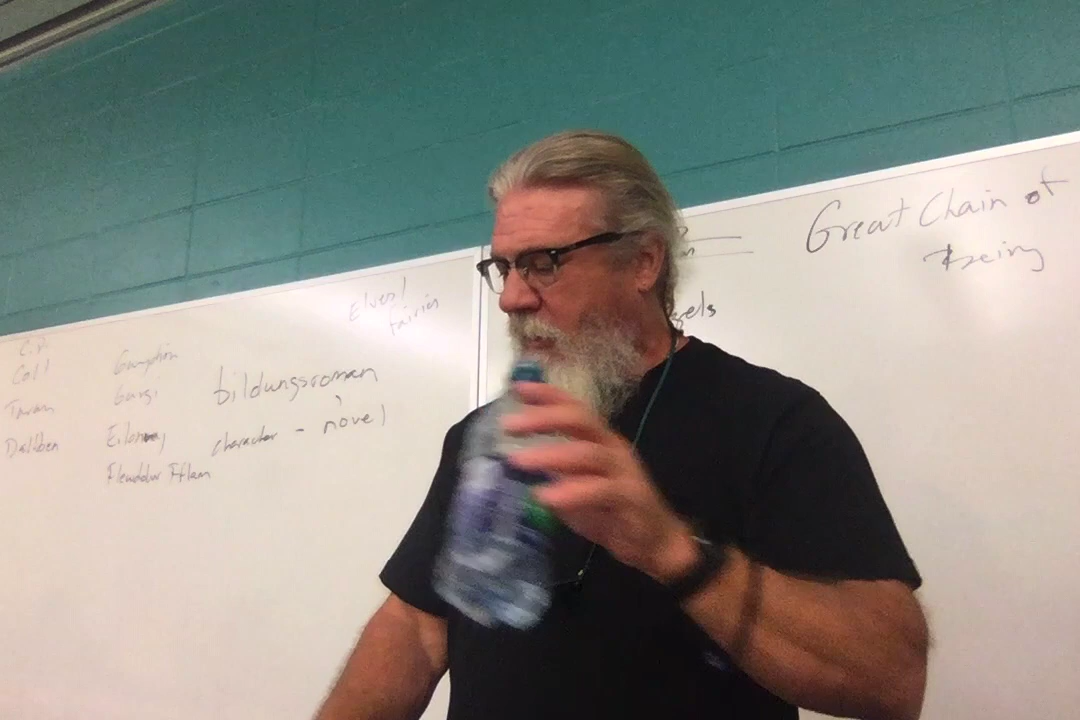 Elves/
fairies
Coll
Taran
Dallben
Gurgi
Eilonwy
Fflewddur Fflam
bildungsroman
character - novel
gels
Great Chain of
Being